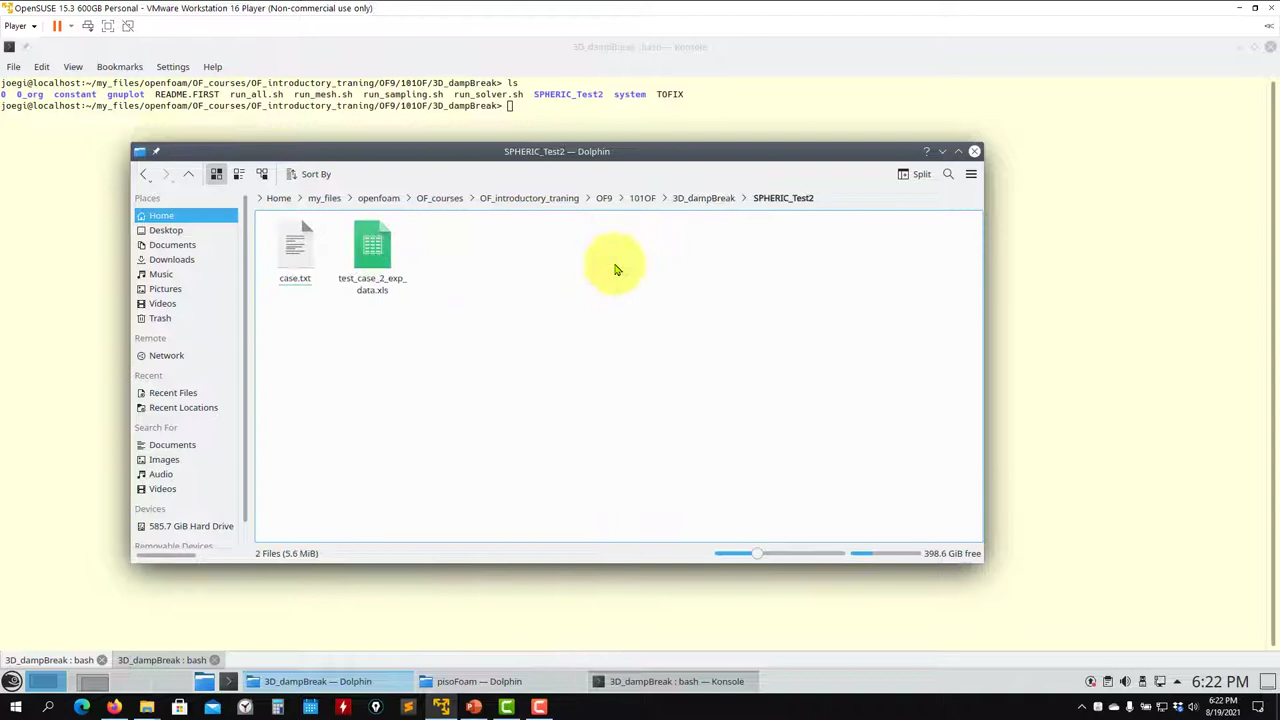 OpenSUSE 15.3 600GB Personal - VMware Workstation 16 Player (Non-commercial use only)
Player
3D_dampBreak : bash — Konsole
File Edit View Bookmarks Settings Help
joegi@localhost:~/my_files/openfoam/OF_courses/OF_introductory_traning/OF9/101OF/3D_dampBreak> ls
0 0_org constant gnuplot README.FIRST run_all.sh run_mesh.sh run_sampling.sh run_solver.sh SPHERIC_Test2 system TOFIX
joegi@localhost:~/my_files/openfoam/OF_courses/OF_introductory_traning/OF9/101OF/3D_dampBreak>
SPHERIC_Test2 — Dolphin
Sort By
Split
Places
Home > my_files > openfoam > OF_courses > OF_introductory_traning > OF9 > 101OF > 3D_dampBreak > SPHERIC_Test2
Home
Desktop
Documents
Downloads
Music
Pictures
Videos
Trash
Remote
Network
Recent
Recent Files
Recent Locations
Search For
Documents
Images
Audio
Videos
Devices
585.7 GiB Hard Drive
Removable Devices
case.txt
test_case_2_exp_
data.xls
2 Files (5.6 MiB)
398.6 GiB free
3D_dampBreak : bash
3D_dampBreak : bash
3D_dampBreak — Dolphin
pisoFoam — Dolphin
3D_dampBreak : bash — Konsole
6:22 PM
6:22 PM
8/19/2021